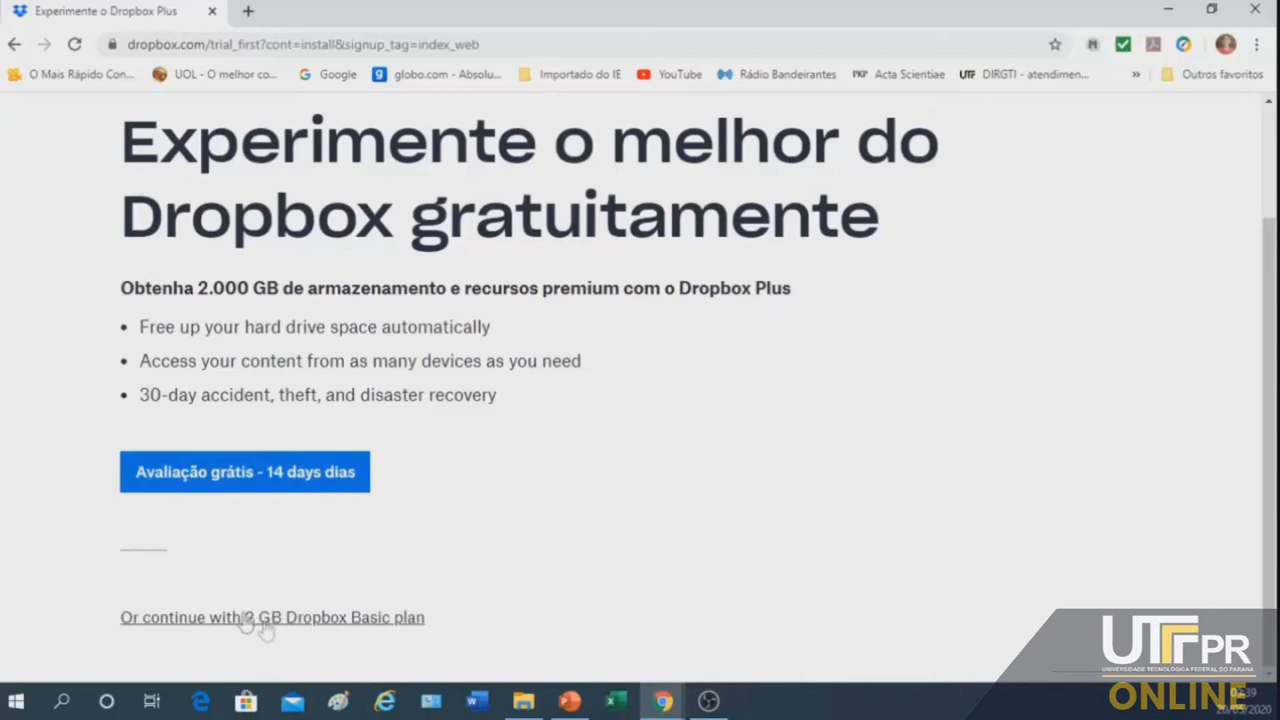 Experimente o Dropbox Plus
dropbox.com/trial_first?cont=install&signup_tag=index_web
O Mais Rápido Con... UOL - O melhor co... Google globo.com - Absolu... Importado do IE YouTube Rádio Bandeirantes Acta Scientiae DIRGTI - atendimen... » Outros favoritos
Experimente o melhor do
Dropbox gratuitamente
Obtenha 2.000 GB de armazenamento e recursos premium com o Dropbox Plus
• Free up your hard drive space automatically
• Access your content from as many devices as you need
• 30-day accident, theft, and disaster recovery
Avaliação grátis - 14 days dias
Or continue with 2 GB Dropbox Basic plan
UTFPR
UNIVERSIDADE TECNOLÓGICA FEDERAL DO PARANÁ
ONLINE
20/05/2020